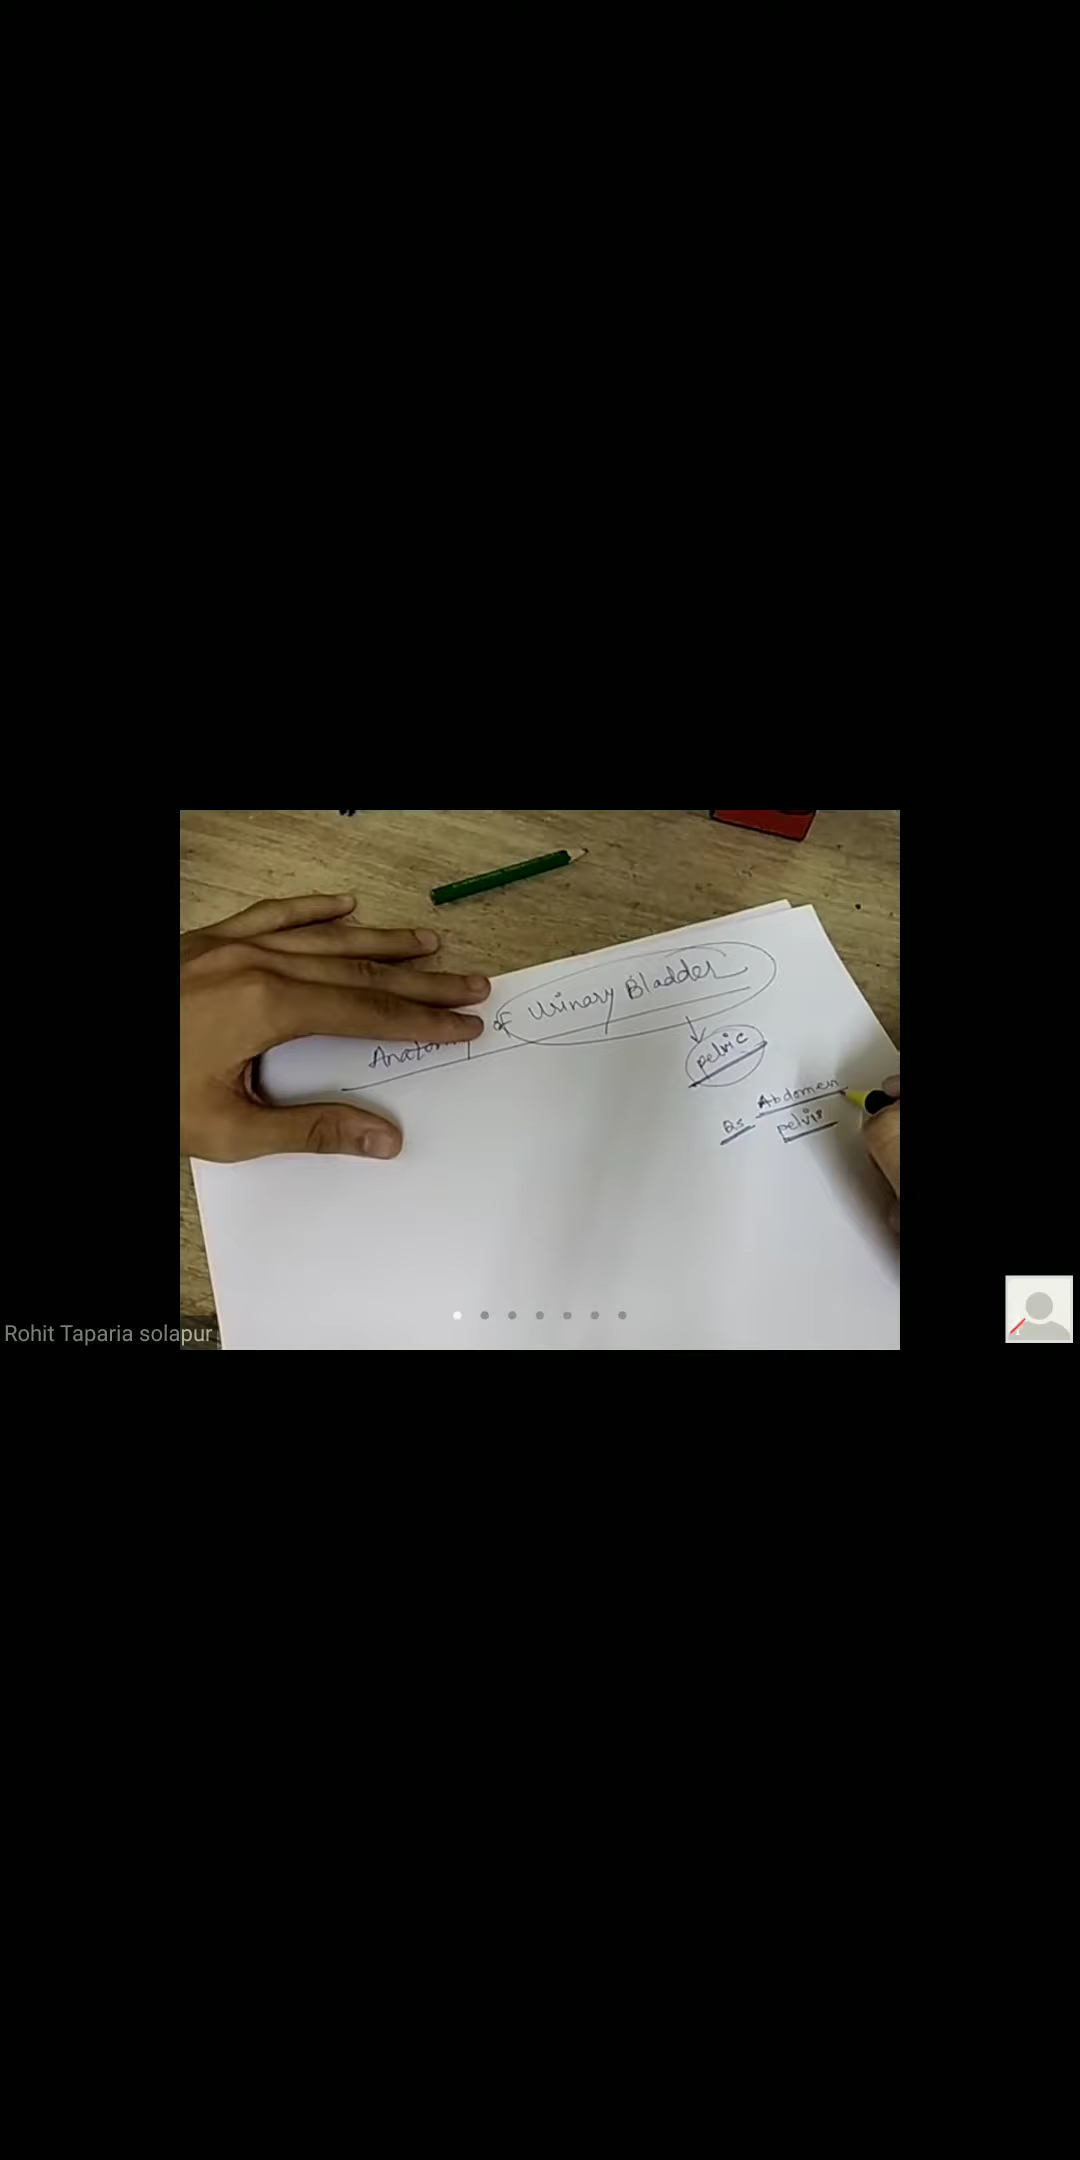 Anatomy of Urinary Bladder
pelvic
Abdomen
pelvis
Rohit Taparia solapur